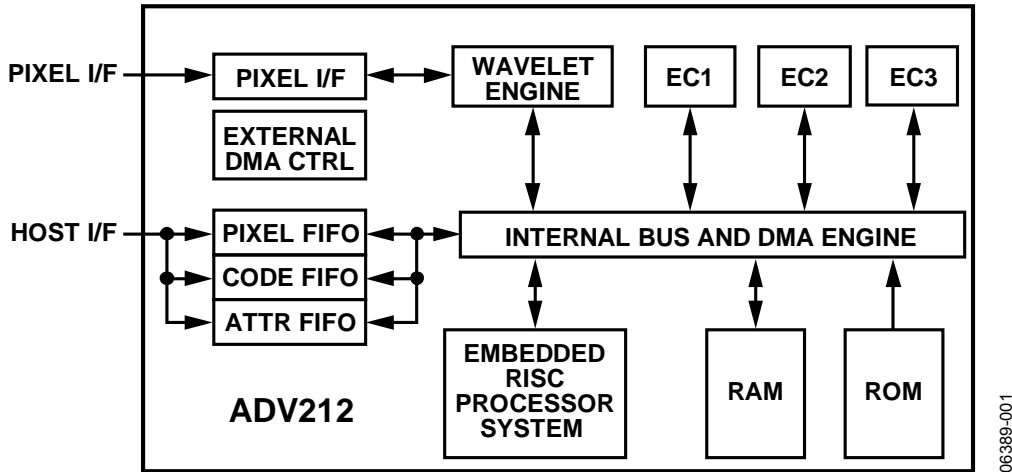 PIXEL I/F
PIXEL I/F
WAVELET
ENGINE
EC1
EC2
EC3
EXTERNAL
DMA CTRL
HOST I/F
PIXEL FIFO
CODE FIFO
ATTR FIFO
INTERNAL BUS AND DMA ENGINE
EMBEDDED
RISC
PROCESSOR
SYSTEM
RAM
ROM
ADV212
06389-001